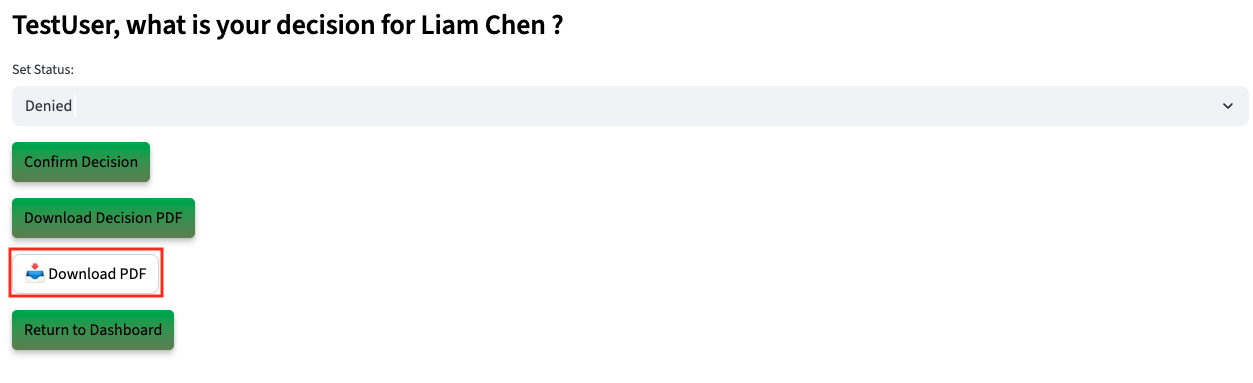 TestUser, what is your decision for Liam Chen ?
Set Status:
Denied
Confirm Decision
Download Decision PDF
Download PDF
Return to Dashboard